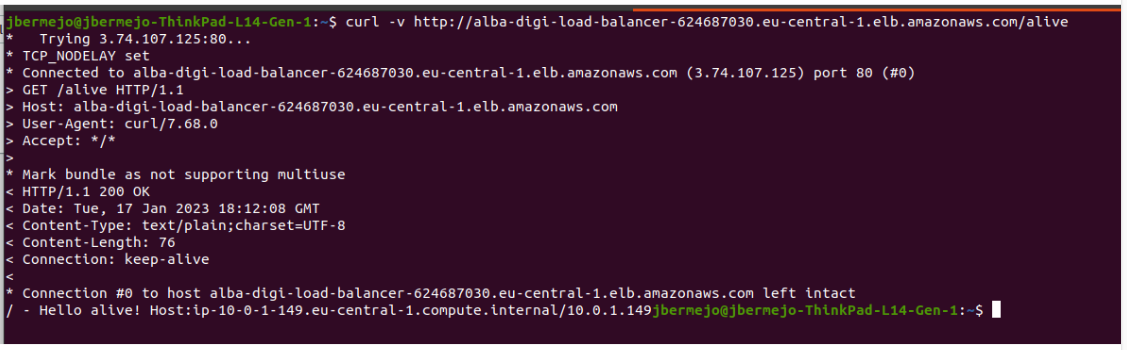 jbermejo@jbermejo-ThinkPad-L14-Gen-1:~$ curl -v http://alba-digi-load-balancer-624687030.eu-central-1.elb.amazonaws.com/alive
*   Trying 3.74.107.125:80...
* TCP_NODELAY set
* Connected to alba-digi-load-balancer-624687030.eu-central-1.elb.amazonaws.com (3.74.107.125) port 80 (#0)
> GET /alive HTTP/1.1
> Host: alba-digi-load-balancer-624687030.eu-central-1.elb.amazonaws.com
> User-Agent: curl/7.68.0
> Accept: */*
>
* Mark bundle as not supporting multiuse
< HTTP/1.1 200 OK
< Date: Tue, 17 Jan 2023 18:12:08 GMT
< Content-Type: text/plain;charset=UTF-8
< Content-Length: 76
< Connection: keep-alive
<
* Connection #0 to host alba-digi-load-balancer-624687030.eu-central-1.elb.amazonaws.com left intact
/ - Hello alive! Host:ip-10-0-1-149.eu-central-1.compute.internal/10.0.1.149jbermejo@jbermejo-ThinkPad-L14-Gen-1:~$